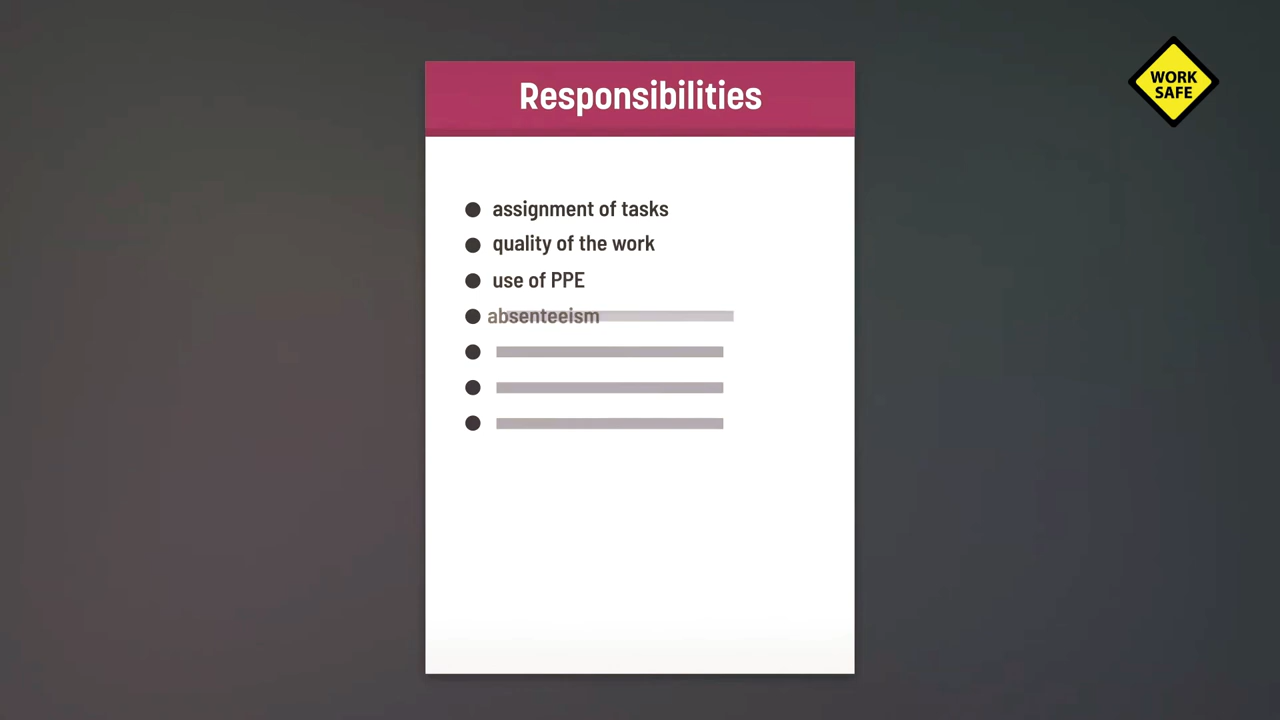 Responsibilities
WORK
SAFE
assignment of tasks
quality of the work
use of PPE
absenteeism